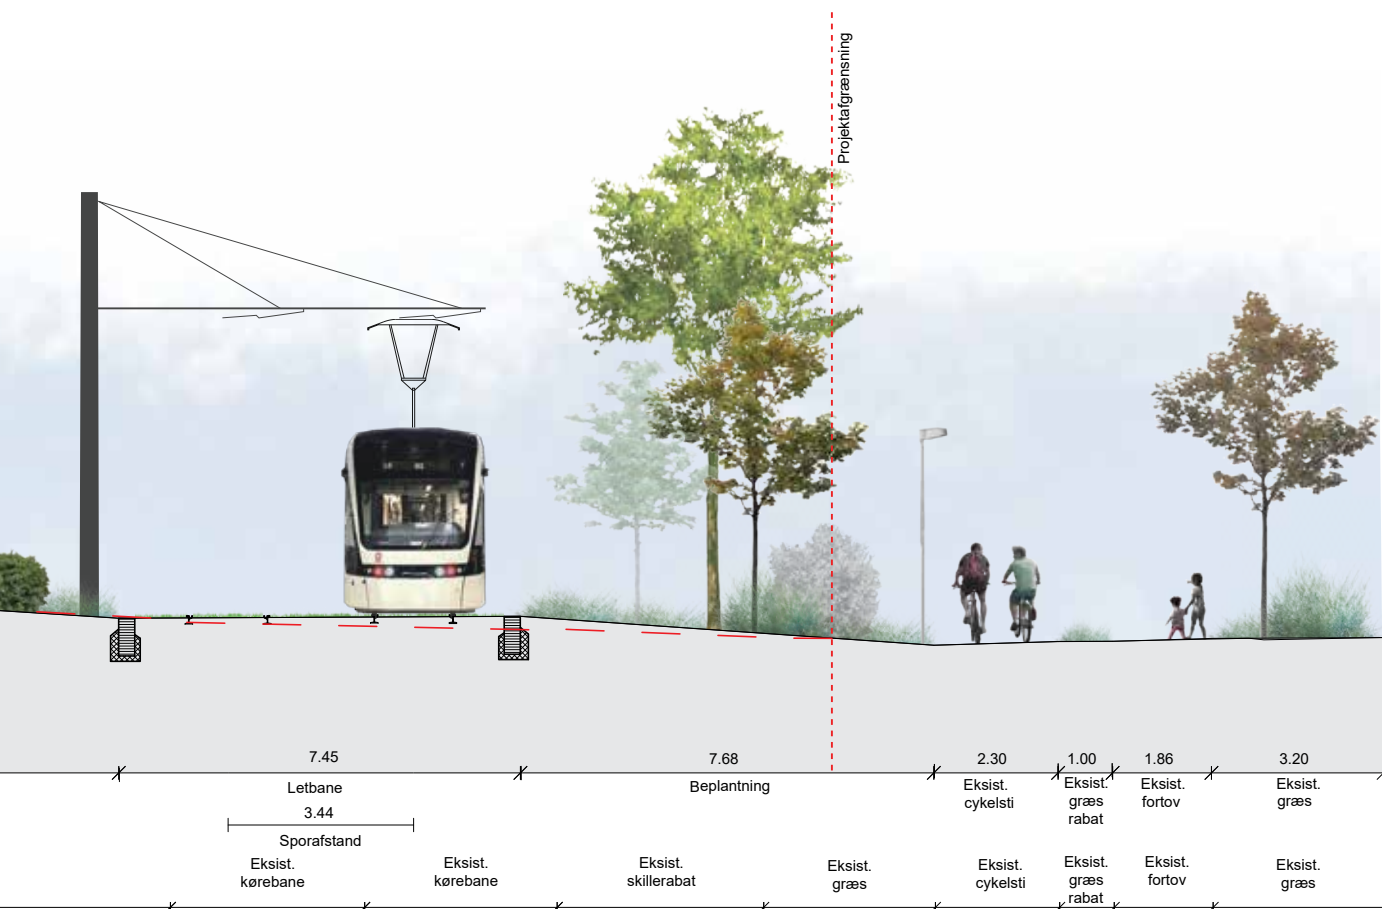 Projektafgrænsning
7.45
7.68
2.30
1.00
1.86
3.20
Letbane
Beplantning
Eksist.
cykelsti
Eksist.
græs
rabat
Eksist.
fortov
Eksist.
græs
3.44
Sporafstand
Eksist.
kørebane
Eksist.
kørebane
Eksist.
skillerabat
Eksist.
græs
Eksist.
cykelsti
Eksist.
græs
rabat
Eksist.
fortov
Eksist.
græs